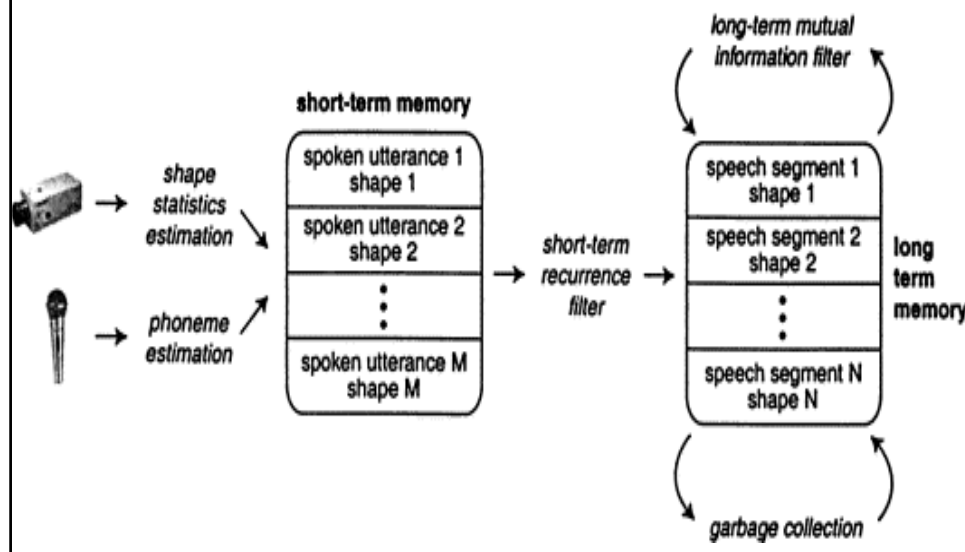 long-term mutual
information filter
short-term memory
spoken utterance 1
shape 1
spoken utterance 2
shape 2
spoken utterance M
shape M
shape
statistics
estimation
phoneme
estimation
short-term
recurrence
filter
speech segment 1
shape 1
speech segment 2
shape 2
speech segment N
shape N
long
term
memory
garbage collection